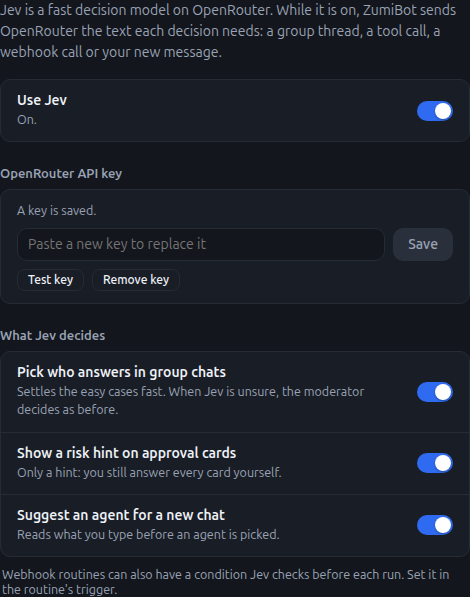 Jev is a fast decision model on OpenRouter. While it is on, ZumiBot sends
OpenRouter the text each decision needs: a group thread, a tool call, a
webhook call or your new message.
Use Jev
On.
OpenRouter API key
A key is saved.
Paste a new key to replace it
Save
Test key
Remove key
What Jev decides
Pick who answers in group chats
Settles the easy cases fast. When Jev is unsure, the moderator
decides as before.
Show a risk hint on approval cards
Only a hint: you still answer every card yourself.
Suggest an agent for a new chat
Reads what you type before an agent is picked.
Webhook routines can also have a condition Jev checks before each run. Set it in
the routine's trigger.